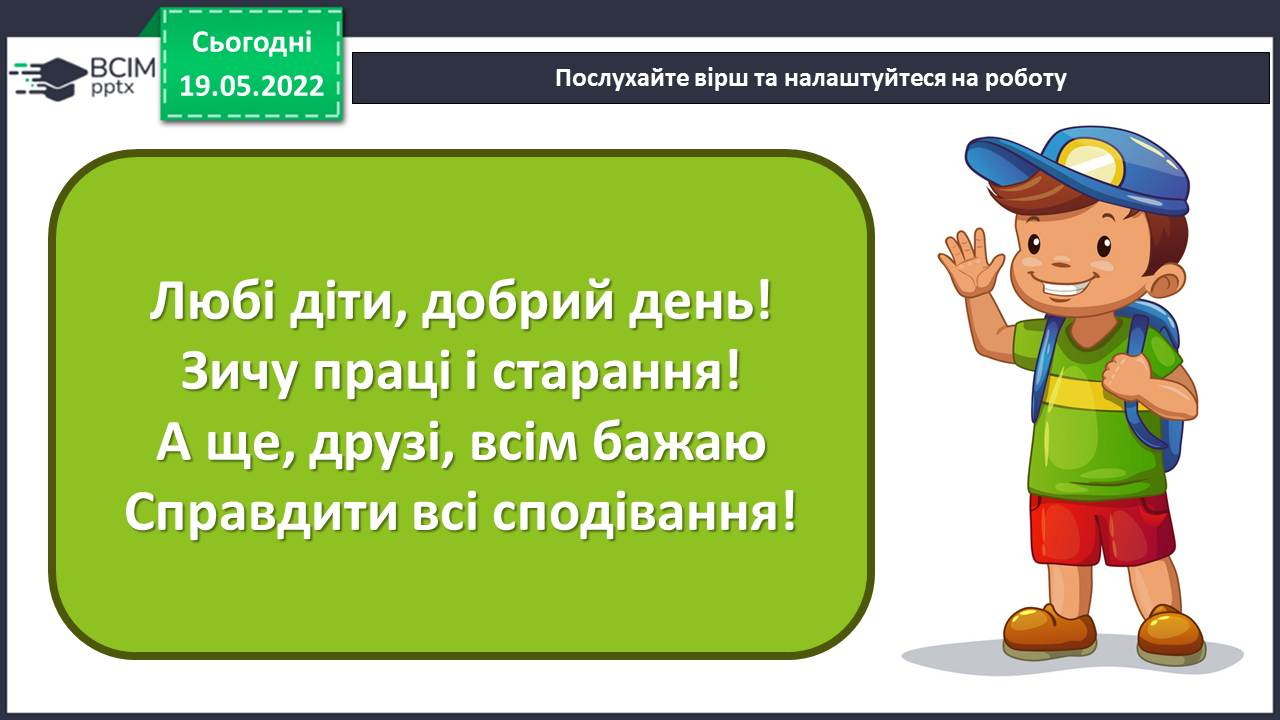 Сьогодні
19.05.2022
ВСІМ
pptx
Послухайте вірш та налаштуйтеся на роботу
Любі діти, добрий день!
Зичу праці і старання!
А ще, друзі, всім бажаю
Справдити всі сподівання!